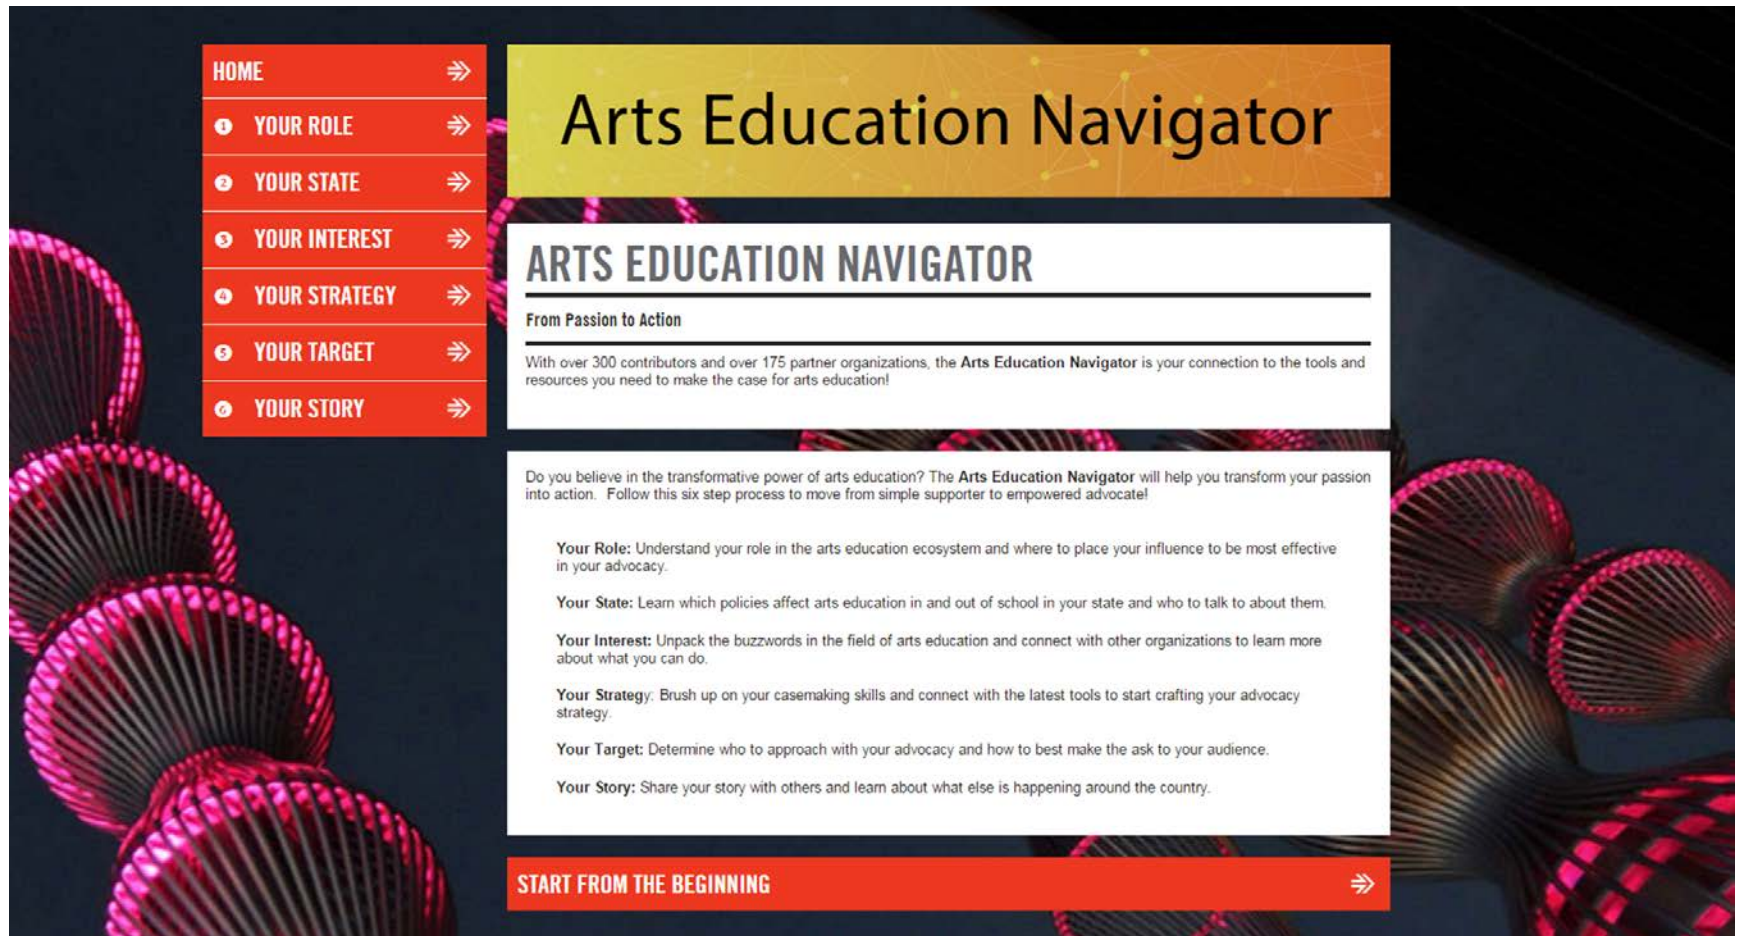 HOME
1 YOUR ROLE
2 YOUR STATE
3 YOUR INTEREST
4 YOUR STRATEGY
5 YOUR TARGET
6 YOUR STORY
Arts Education Navigator
ARTS EDUCATION NAVIGATOR
From Passion to Action
With over 300 contributors and over 175 partner organizations, the Arts Education Navigator is your connection to the tools and
resources you need to make the case for arts education!
Do you believe in the transformative power of arts education? The Arts Education Navigator will help you transform your passion
into action. Follow this six step process to move from simple supporter to empowered advocate!
Your Role: Understand your role in the arts education ecosystem and where to place your influence to be most effective
in your advocacy.
Your State: Learn which policies affect arts education in and out of school in your state and who to talk to about them.
Your Interest: Unpack the buzzwords in the field of arts education and connect with other organizations to learn more
about what you can do.
Your Strategy: Brush up on your casemaking skills and connect with the latest tools to start crafting your advocacy
strategy.
Your Target: Determine who to approach with your advocacy and how to best make the ask to your audience.
Your Story: Share your story with others and learn about what else is happening around the country.
START FROM THE BEGINNING